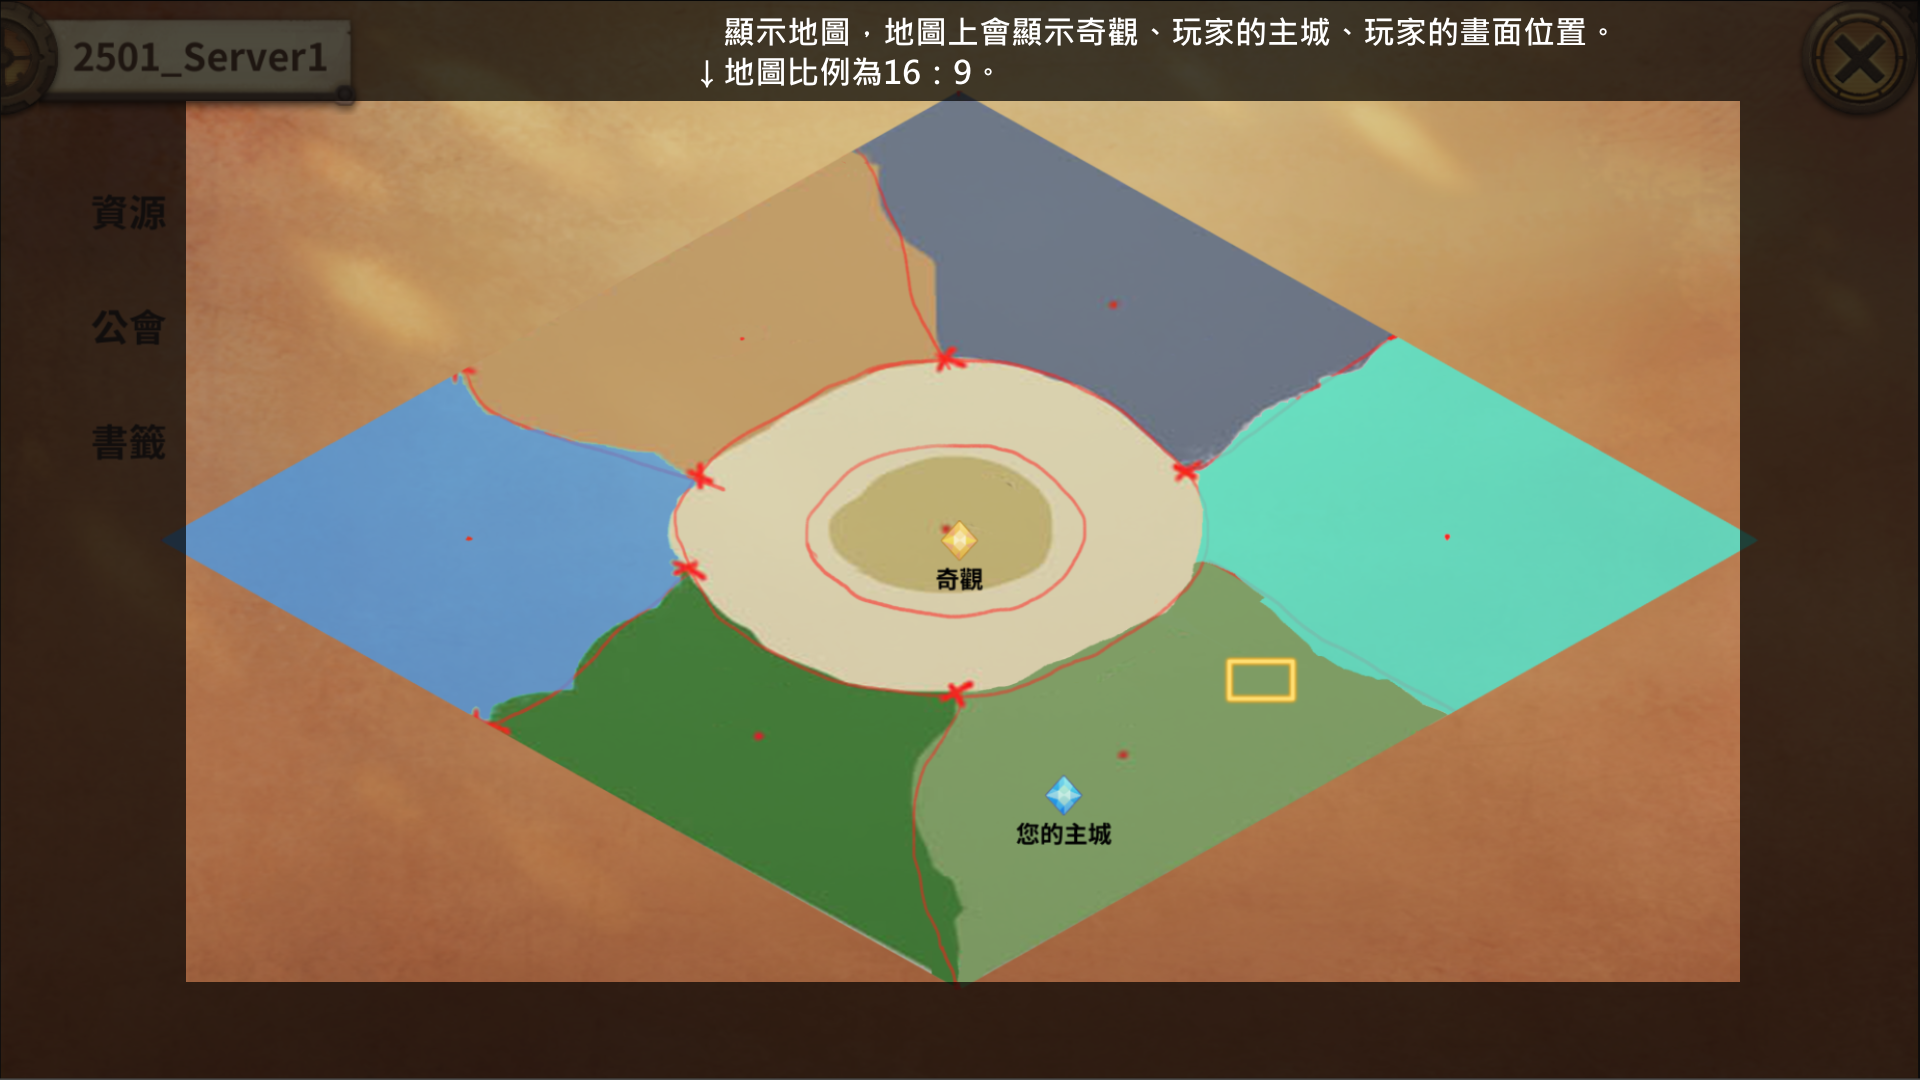 2501_Server1
顯示地圖，地圖上會顯示奇觀、玩家的主城、玩家的畫面位置。
↓地圖比例為16：9。
資源
公會
書籤
奇觀
您的主城